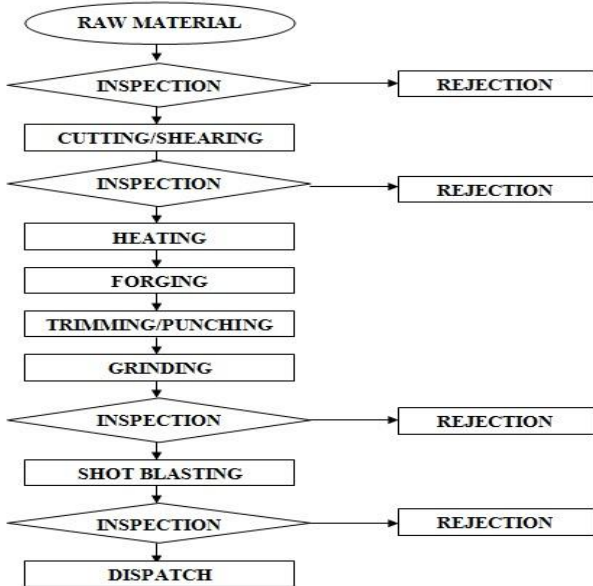 RAW MATERIAL
INSPECTION
REJECTION
CUTTING/SHEARING
INSPECTION
REJECTION
HEATING
FORGING
TRIMMING/PUNCHING
GRINDING
INSPECTION
REJECTION
SHOT BLASTING
INSPECTION
REJECTION
DISPATCH